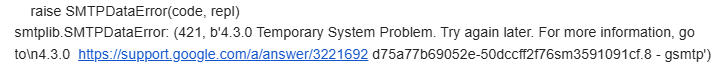 raise SMTPDataError(code, repl)
smtplib.SMTPDataError: (421, b'4.3.0 Temporary System Problem. Try again later. For more information, go
to\n4.3.0  https://support.google.com/a/answer/3221692 d75a77b69052e-50dccff2f76sm3591091cf.8 - gsmtp')